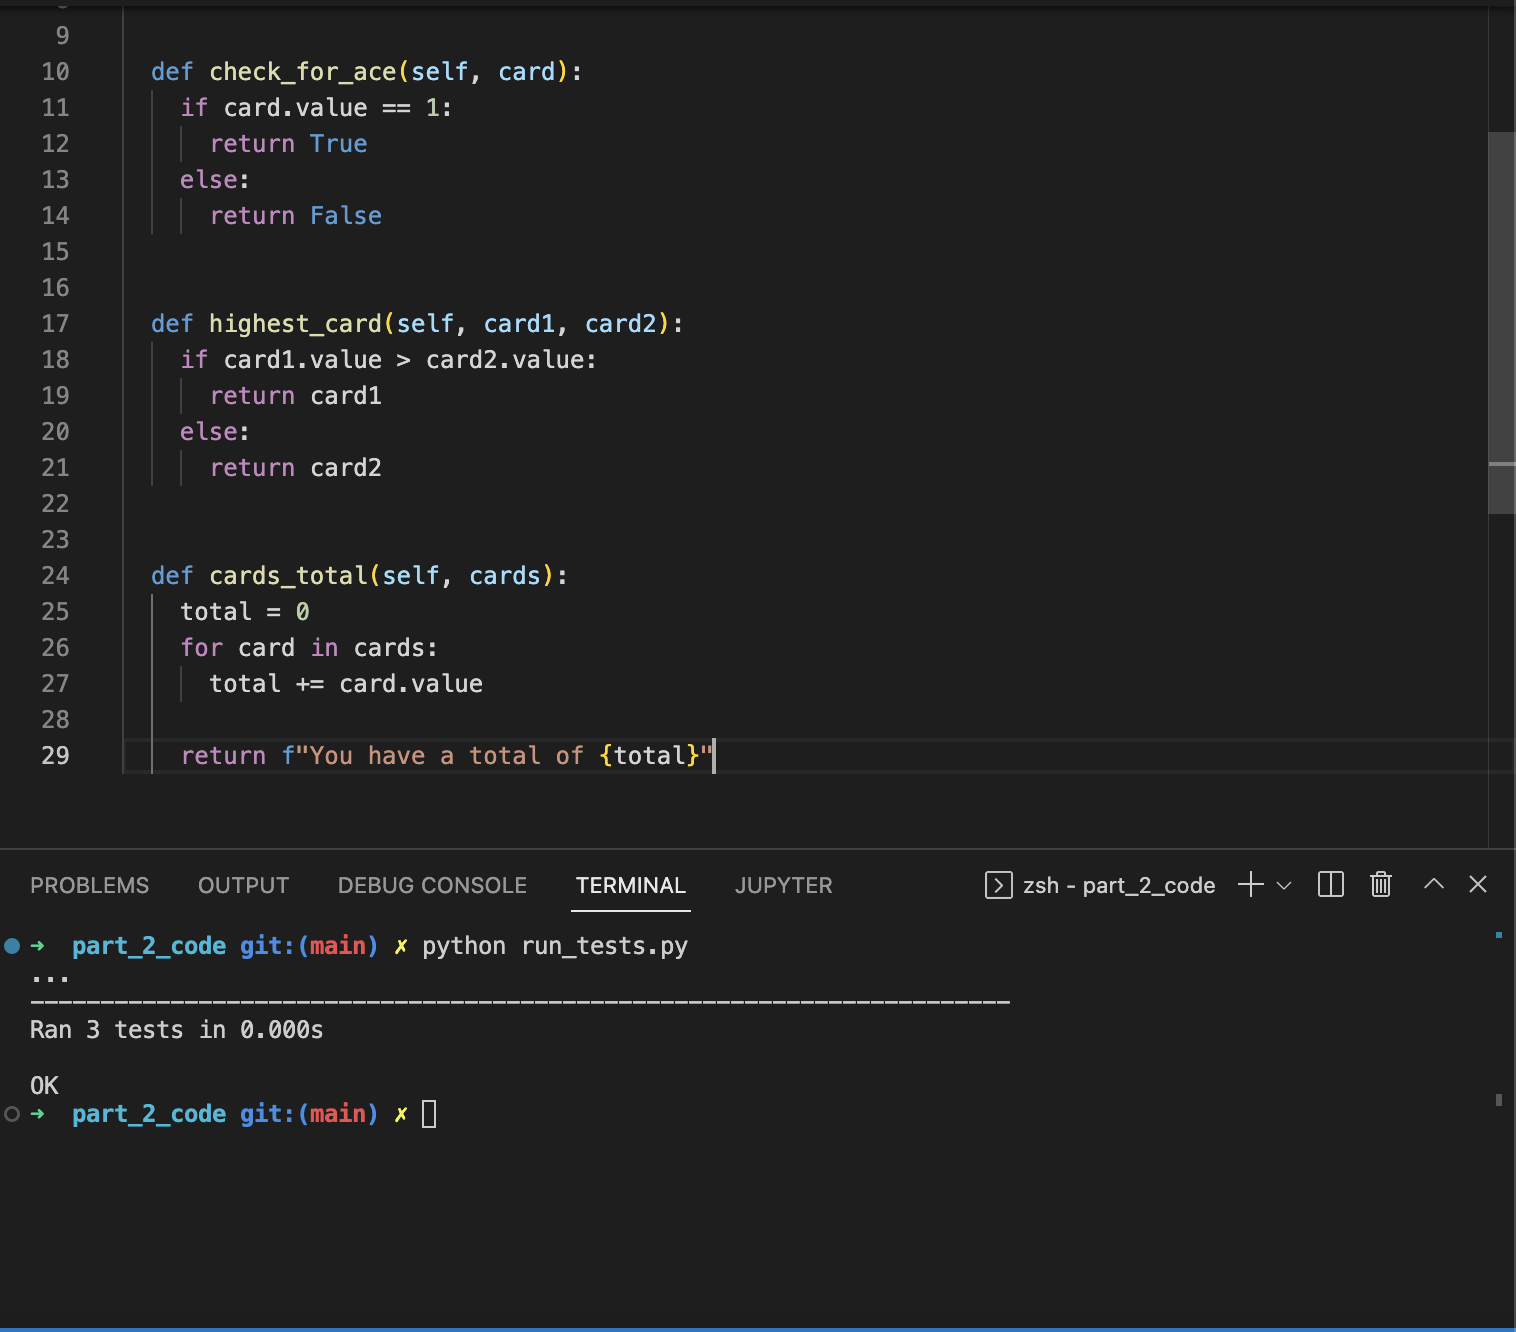 9
10 def check_for_ace(self, card):
11 if card.value == 1:
12 return True
13 else:
14 return False
15
16
17 def highest_card(self, card1, card2):
18 if card1.value > card2.value:
19 return card1
20 else:
21 return card2
22
23
24 def cards_total(self, cards):
25 total = 0
26 for card in cards:
27 total += card.value
28
29 return f"You have a total of {total}"
PROBLEMS OUTPUT DEBUG CONSOLE TERMINAL JUPYTER zsh - part_2_code
➜ part_2_code git:(main) ✗ python run_tests.py
...
----------------------------------------------------------------------
Ran 3 tests in 0.000s
OK
➜ part_2_code git:(main) ✗